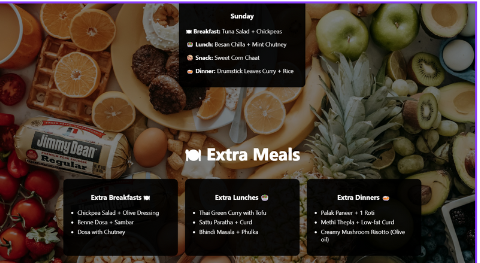 Sunday
🍽 Breakfast: Tuna Salad + Chickpeas
🍚 Lunch: Besan Chilla + Mint Chutney
🍪 Snack: Sweet Corn Chaat
🍛 Dinner: Drumstick Leaves Curry + Rice
Jimmy Dean
Premium Pork
Regular
🍽 Extra Meals
Extra Breakfasts 🍽
• Chickpea Salad + Olive Dressing
• Sambar
• Dosa with Chutney
Extra Lunches 🍚
• Thai Green Curry with Tofu
• Sattu Paratha + Curd
• Bhindi Masala + Phulka
Extra Dinners 🍛
• Palak Paneer + 1 Roti
• Methi Thepla + Low-fat Curd
• Creamy Mushroom Risotto (Olive
oil)